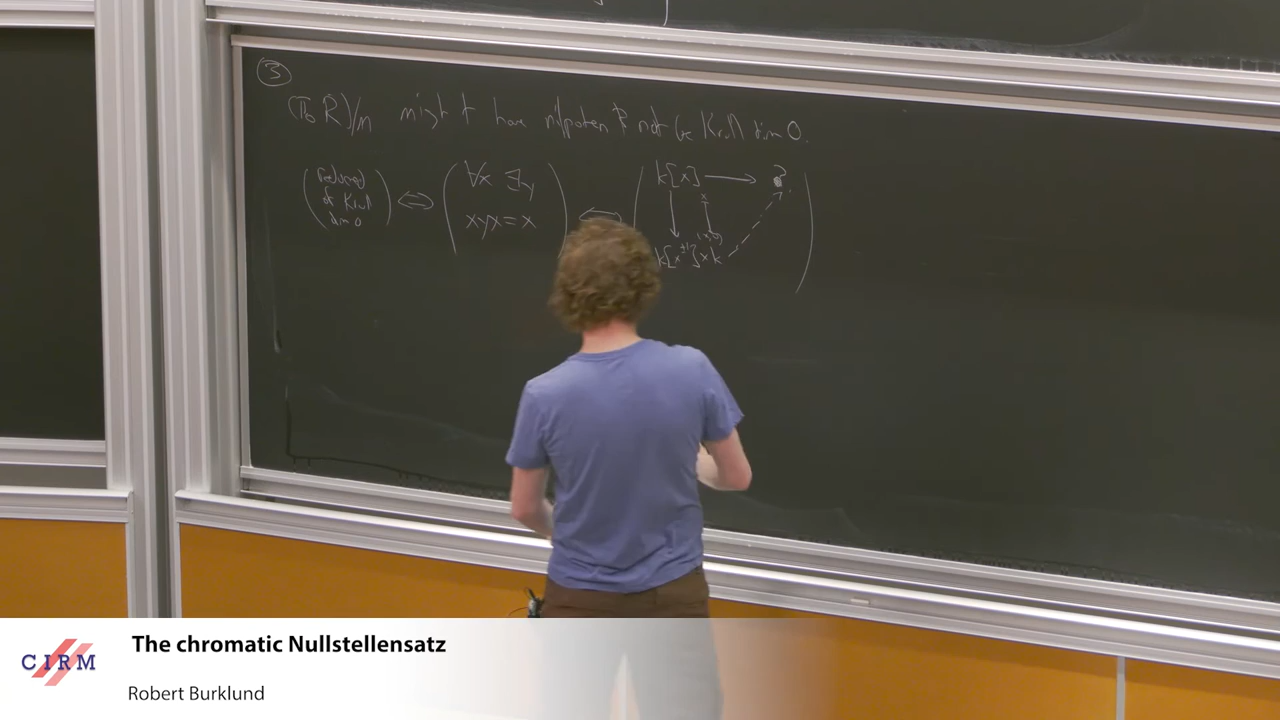 ③
(π₀ R)/m might have nilpotents & not be Krull dim 0.
(reduced of Krull dim 0) ⇔ (∀x ∃y xyx = x) ⇔ (k[x] → ?
k[x^{±1}] × k)
CIRM
The chromatic Nullstellensatz
Robert Burklund